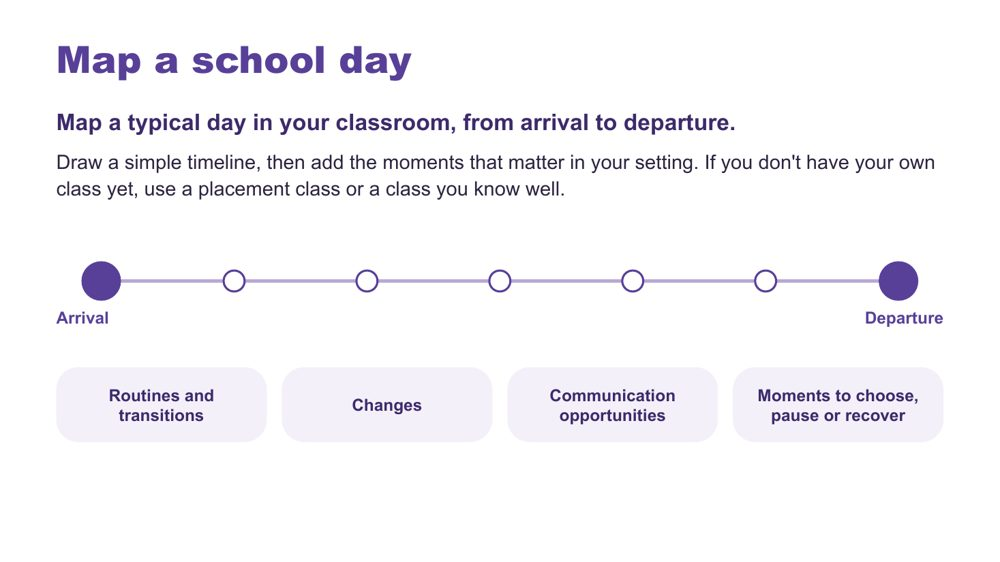 Map a school day
Map a typical day in your classroom, from arrival to departure.
Draw a simple timeline, then add the moments that matter in your setting. If you don't have your own
class yet, use a placement class or a class you know well.
Arrival
Departure
Routines and
transitions
Changes
Communication
opportunities
Moments to choose,
pause or recover